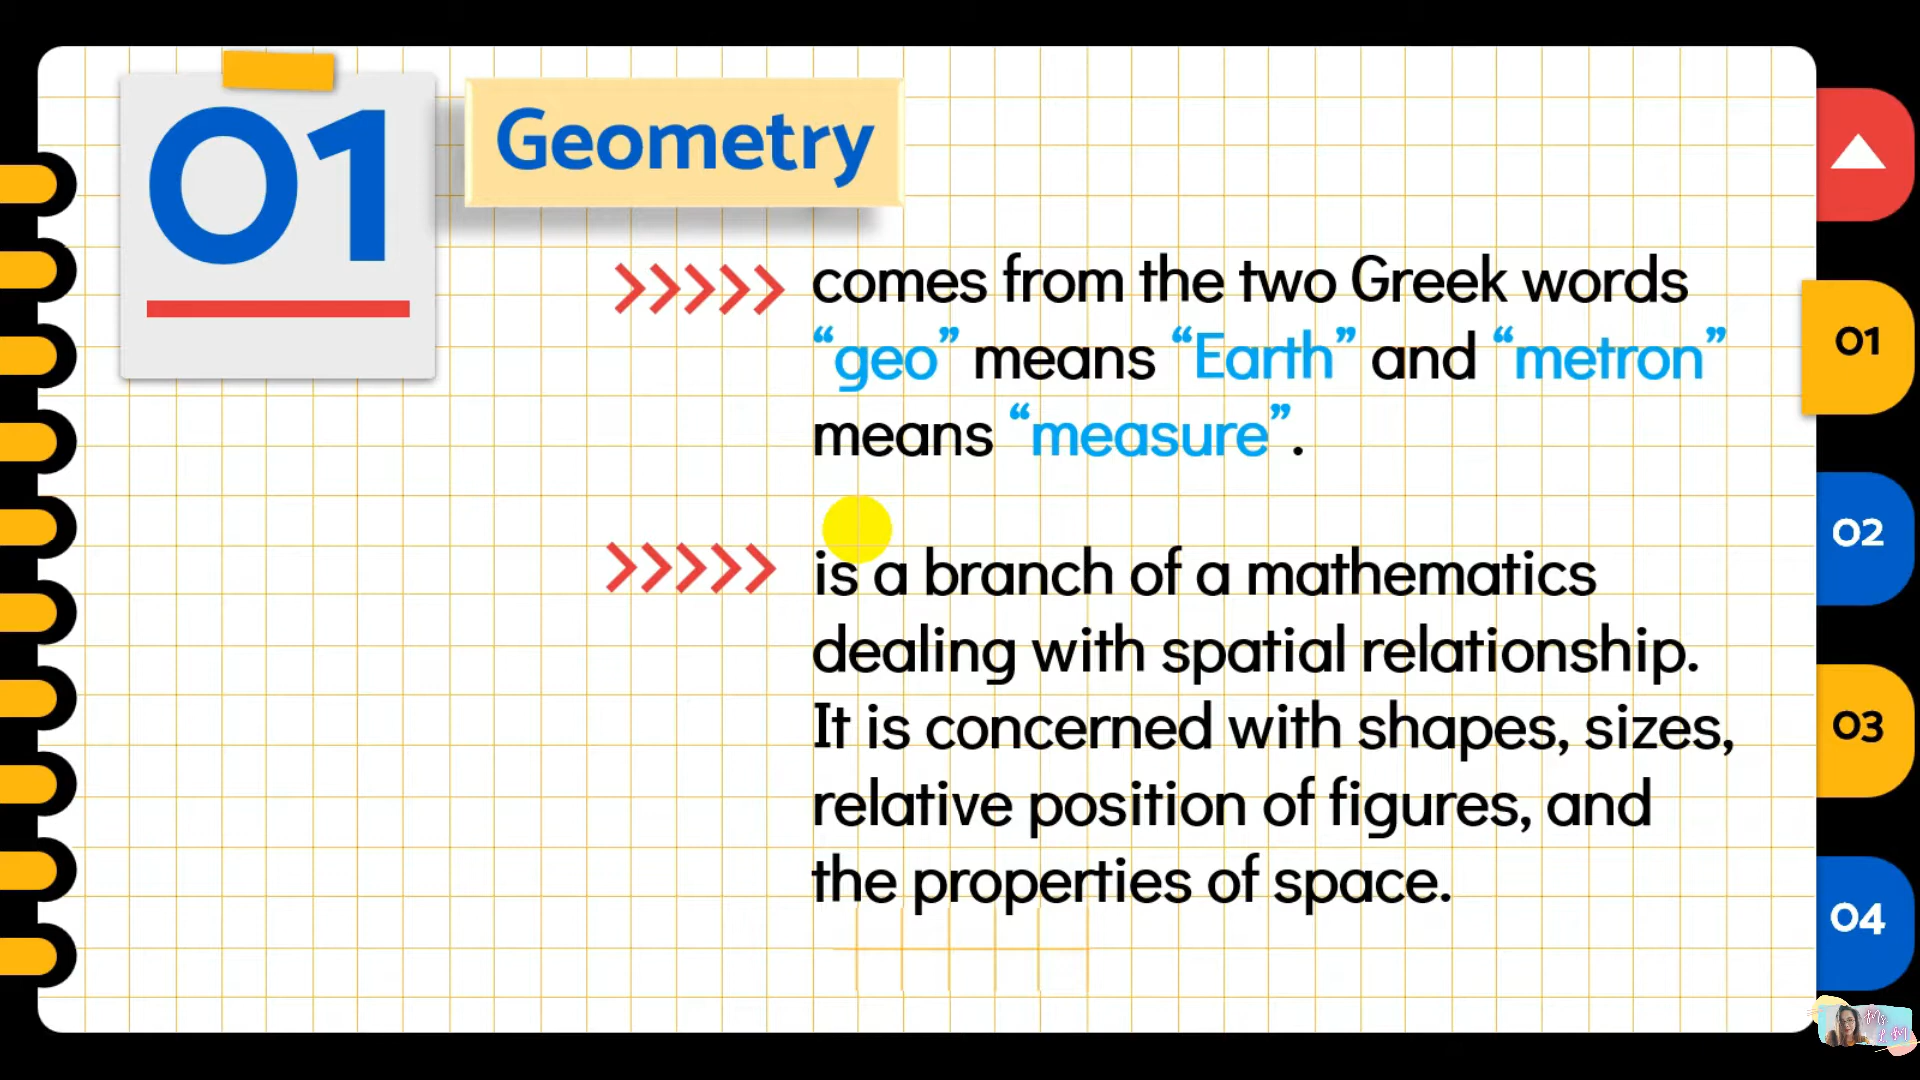 01
Geometry
comes from the two Greek words
“geo” means “Earth” and “metron”
means “measure”.
is a branch of a mathematics
dealing with spatial relationship.
It is concerned with shapes, sizes,
relative position of figures, and
the properties of space.
01
02
03
04